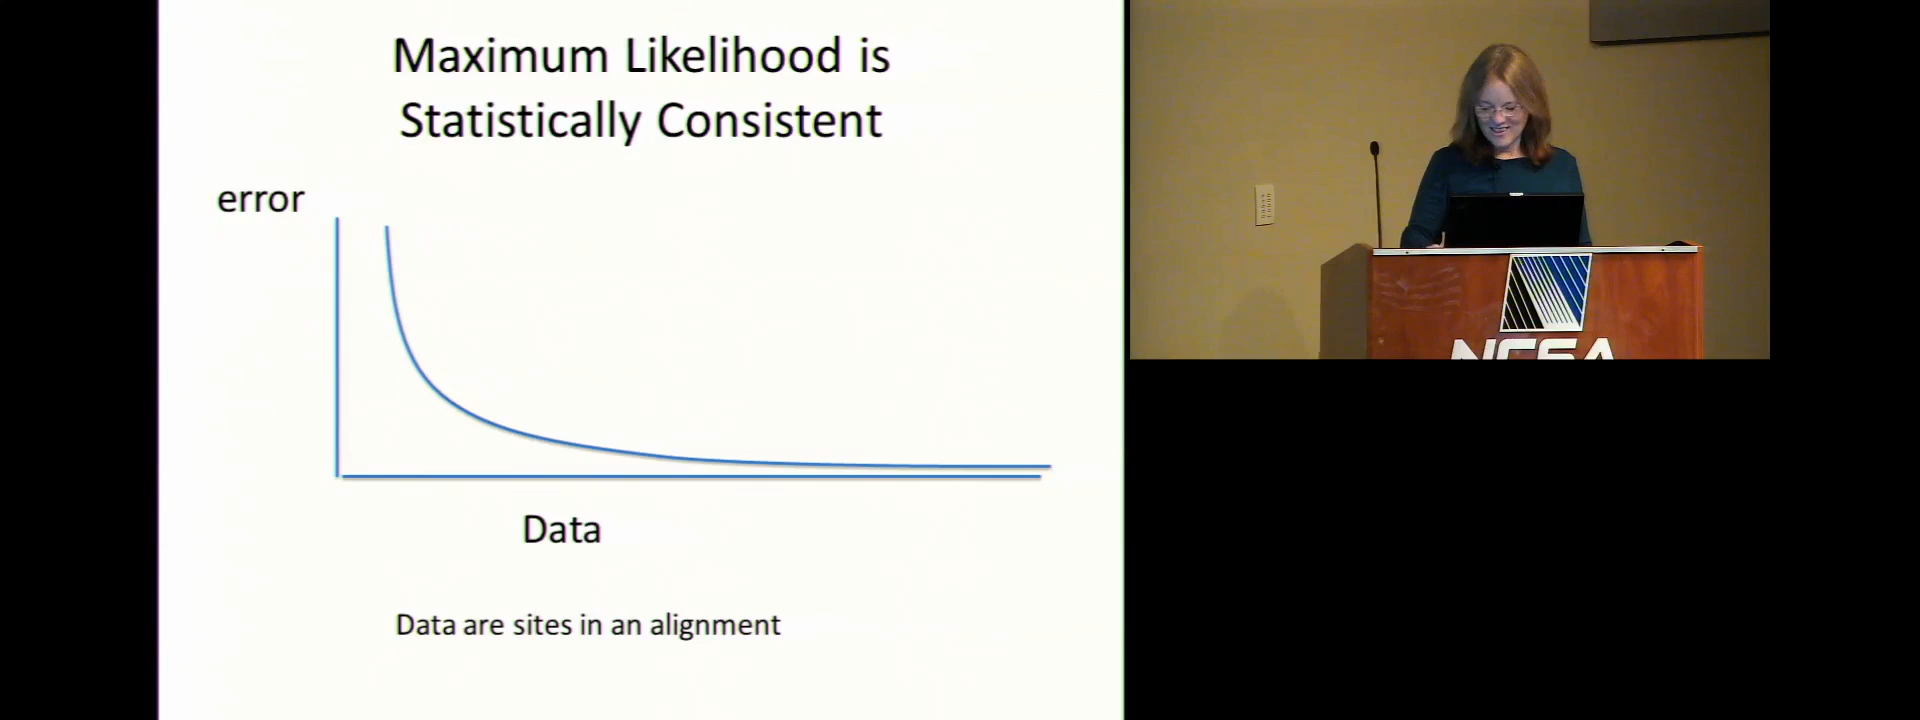 Maximum Likelihood is
Statistically Consistent
error
Data
Data are sites in an alignment
NCSA